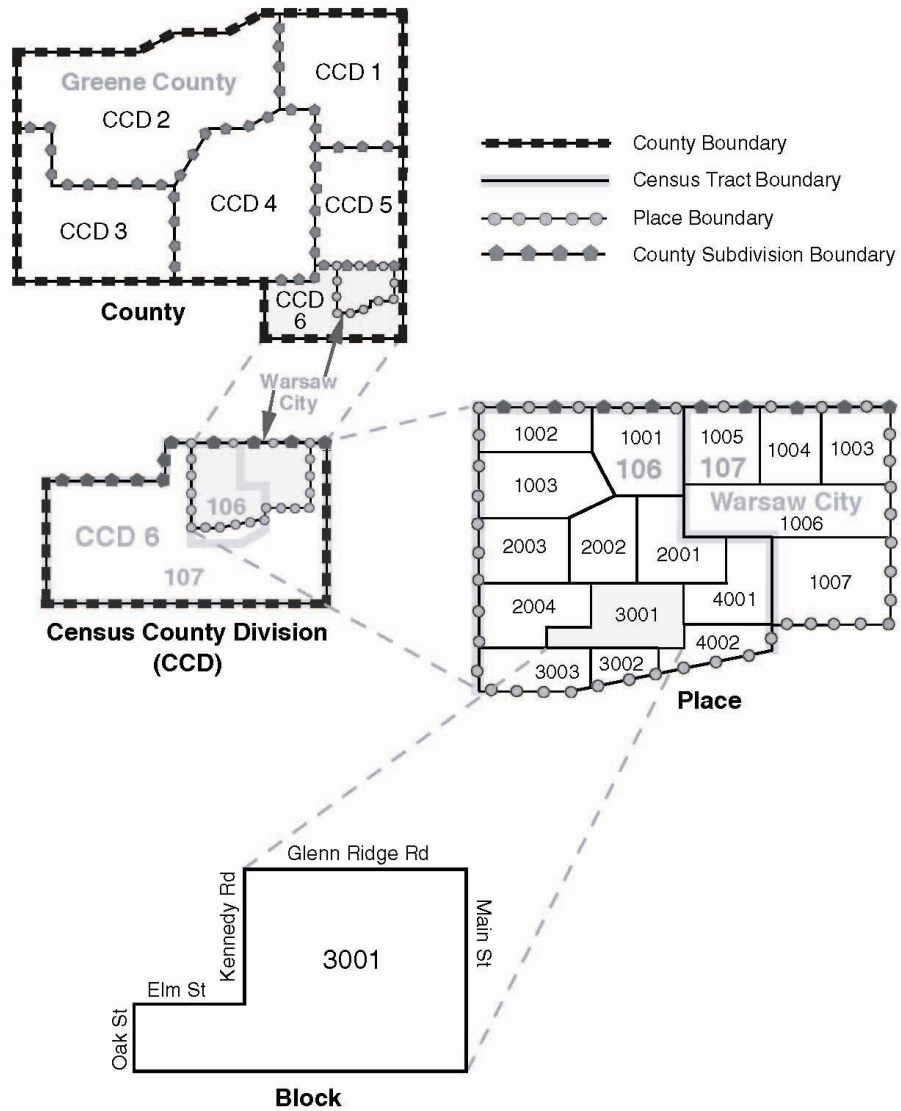 CCD 1
Greene County
CCD 2
CCD 4
CCD 5
CCD 3
CCD
6
County
County Boundary
Census Tract Boundary
Place Boundary
County Subdivision Boundary
Warsaw
City
106
CCD 6
107
Census County Division
(CCD)
1002
1001
1005
1004
1003
106
107
1003
Warsaw City
1006
2003
2002
2001
1007
2004
3001
4001
4002
3003
3002
Place
Glenn Ridge Rd
Kennedy Rd
Main St
3001
Elm St
Oak St
Block